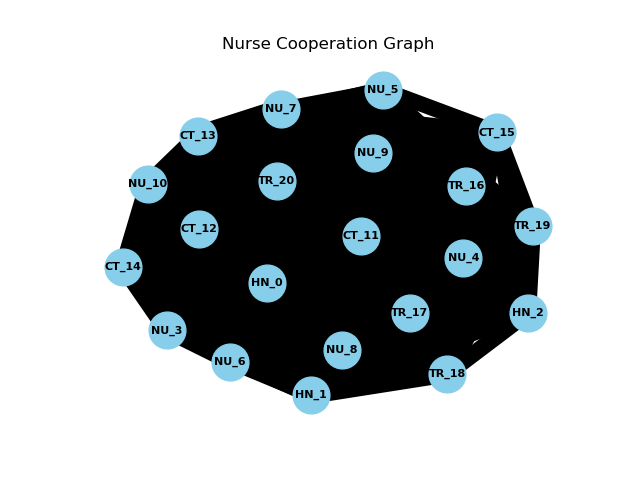 Nurse Cooperation Graph
NU_5
NU_7
CT_15
CT_13
NU_9
TR_20
NU_10
TR_16
TR_19
CT_12
CT_11
NU_4
CT_14
HN_0
TR_17
HN_2
NU_3
NU_8
NU_6
TR_18
HN_1